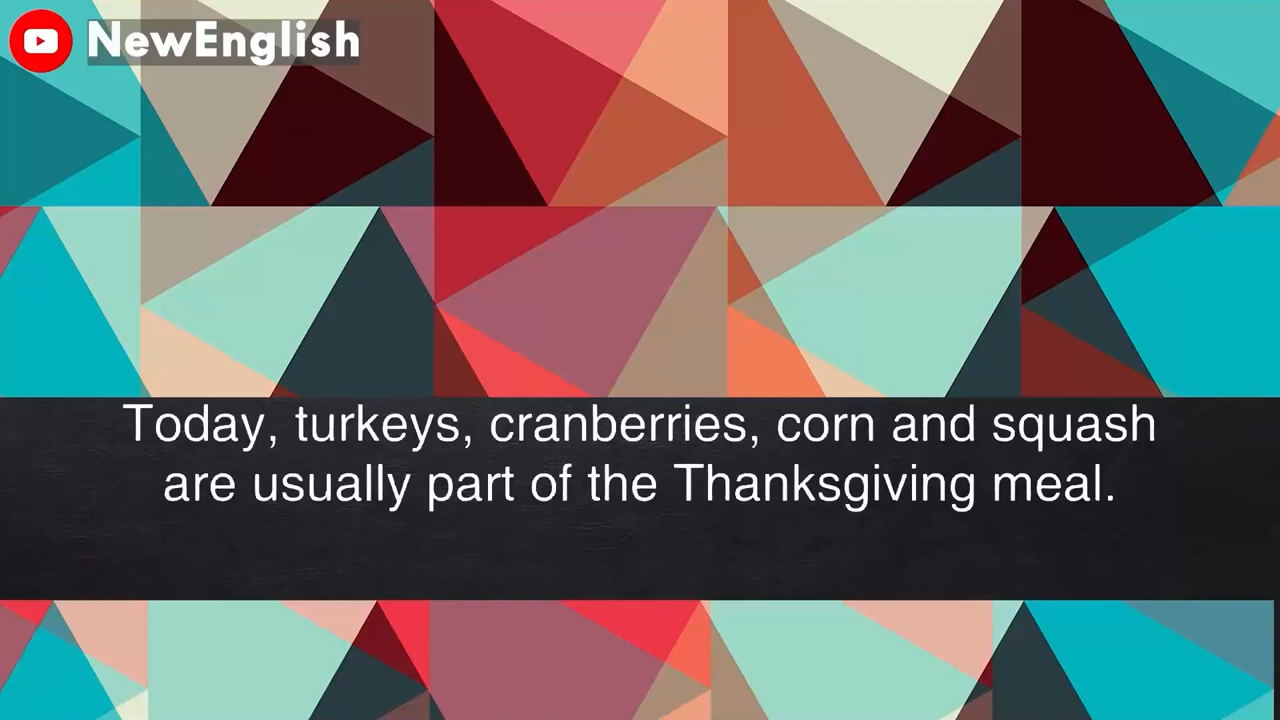 NewEnglish
Today, turkeys, cranberries, corn and squash
are usually part of the Thanksgiving meal.